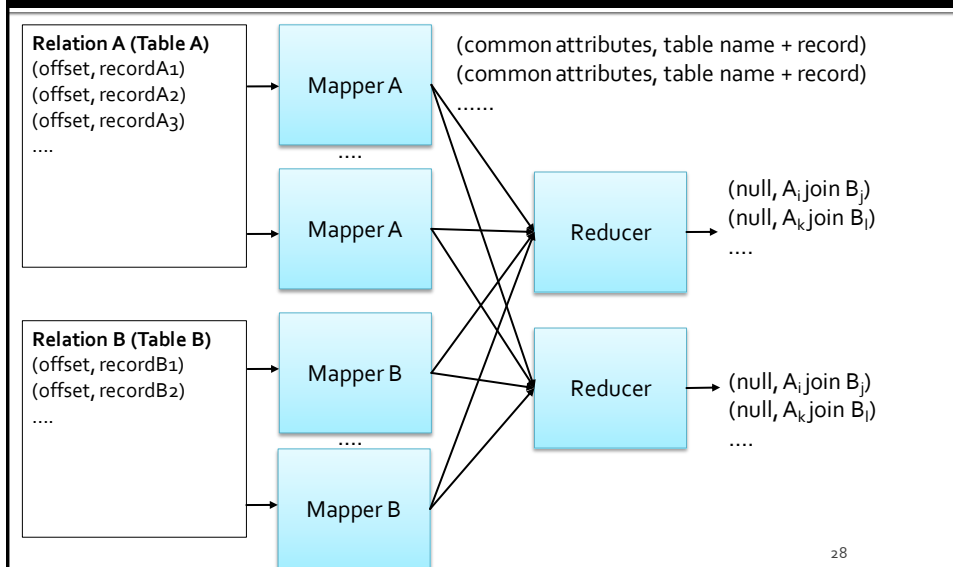 Relation A (Table A)
(offset, recordA1)
(offset, recordA2)
(offset, recordA3)
....
Mapper A
....
Mapper A
(common attributes, table name + record)
(common attributes, table name + record)
......
Reducer
(null, Ai join Bj)
(null, Ak join Bl)
....
Relation B (Table B)
(offset, recordB1)
(offset, recordB2)
....
Mapper B
....
Mapper B
Reducer
(null, Ai join Bj)
(null, Ak join Bl)
....
28